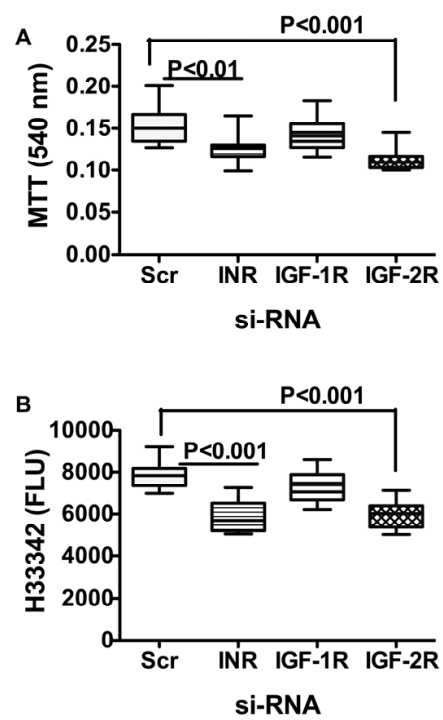 A
P<0.001
P<0.01
MTT (540 nm)
0.25
0.20
0.15
0.10
0.05
0.00
Scr INR IGF-1R IGF-2R
si-RNA
B
P<0.001
P<0.001
H33342 (FLU)
10000
8000
6000
4000
2000
0
Scr INR IGF-1R IGF-2R
si-RNA